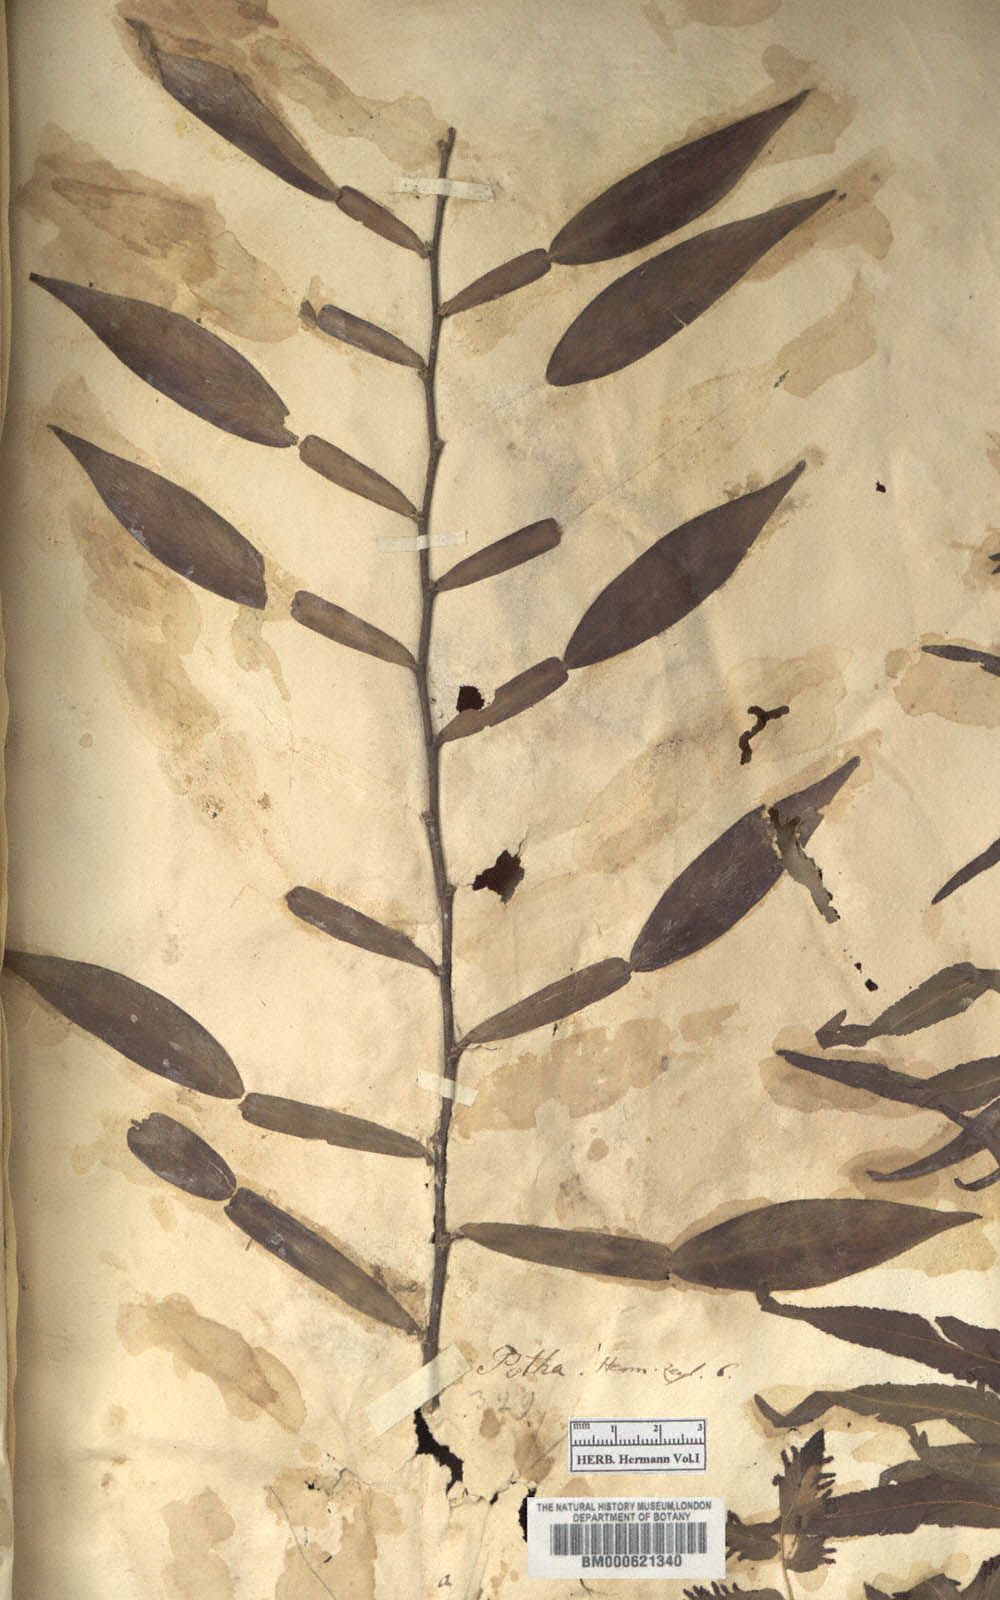 Potha. Herm. zeyl. 6.
mm 1 2 3
HERB. Hermann Vol.I
THE NATURAL HISTORY MUSEUM,LONDON
DEPARTMENT OF BOTANY
BM000621340
a